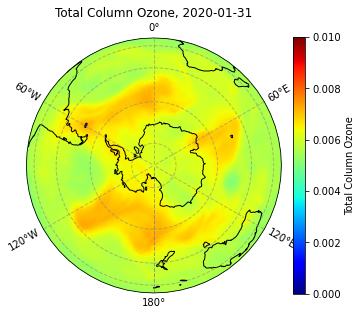 Total Column Ozone, 2020-01-31
0°
60°W
60°E
120°W
120°E
180°
0.010
0.008
0.006
0.004
0.002
0.000
Total Column Ozone